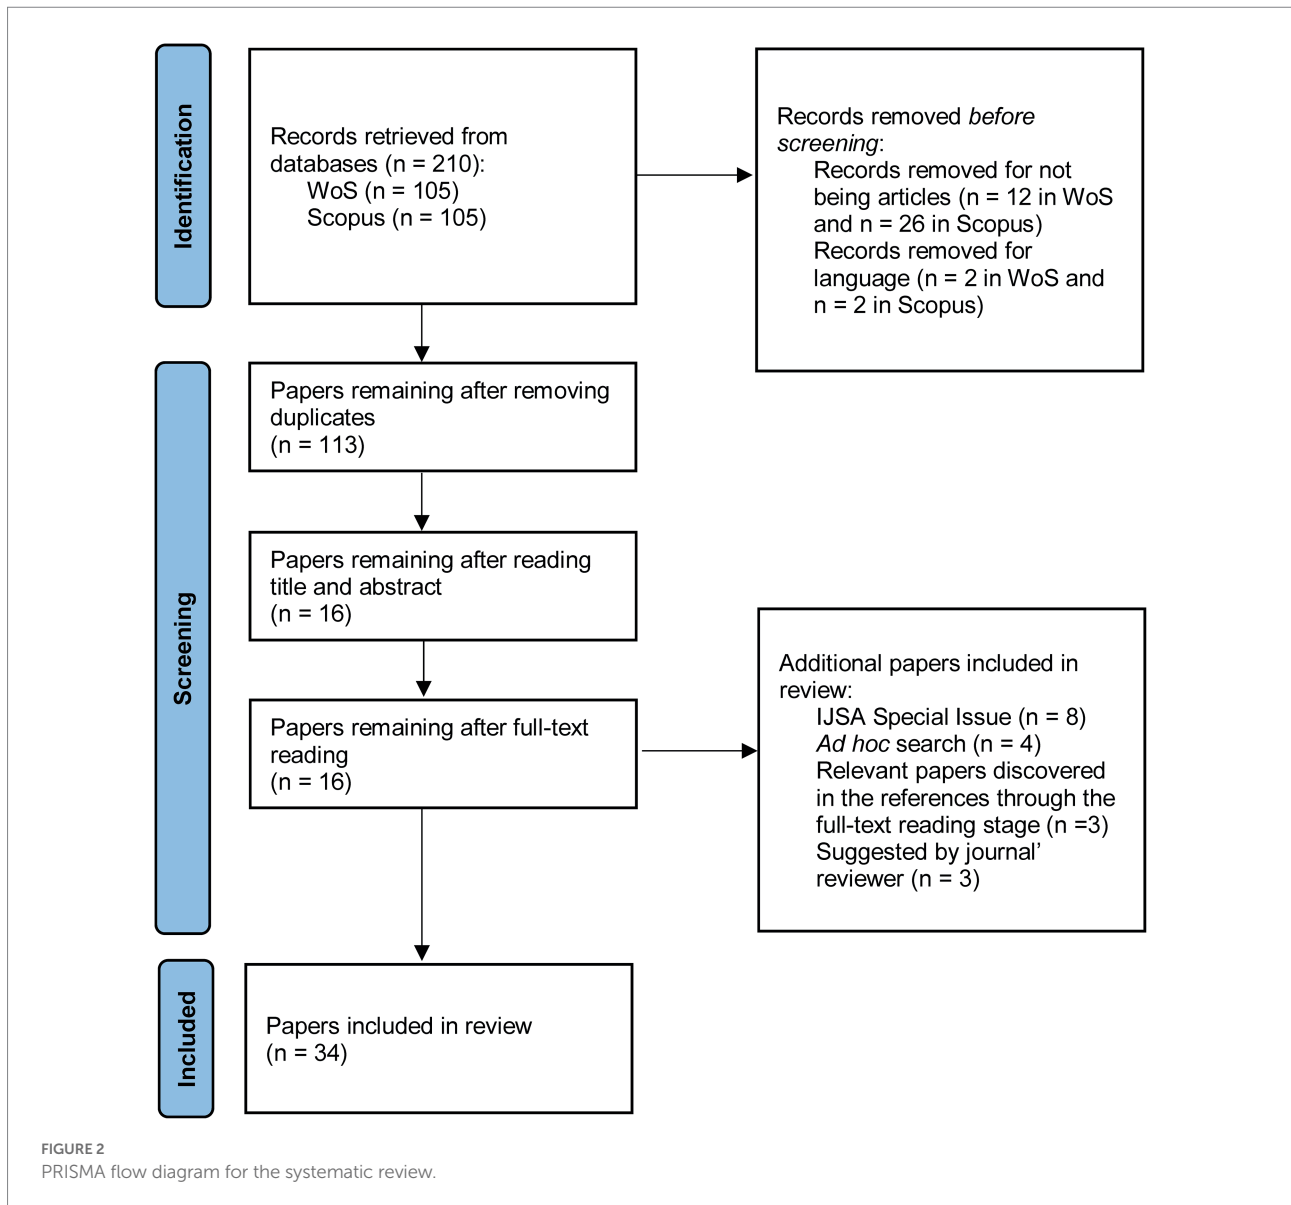 Identification
Records retrieved from
databases (n = 210):
WoS (n = 105)
Scopus (n = 105)
Records removed before
screening:
Records removed for not
being articles (n = 12 in WoS
and n = 26 in Scopus)
Records removed for
language (n = 2 in WoS and
n = 2 in Scopus)
Screening
Papers remaining after removing
duplicates
(n = 113)
Papers remaining after reading
title and abstract
(n = 16)
Papers remaining after full-text
reading
(n = 16)
Additional papers included in
review:
IJSA Special Issue (n = 8)
Ad hoc search (n = 4)
Relevant papers discovered
in the references through the
full-text reading stage (n =3)
Suggested by journal'
reviewer (n = 3)
Included
Papers included in review
(n = 34)
FIGURE 2
PRISMA flow diagram for the systematic review.